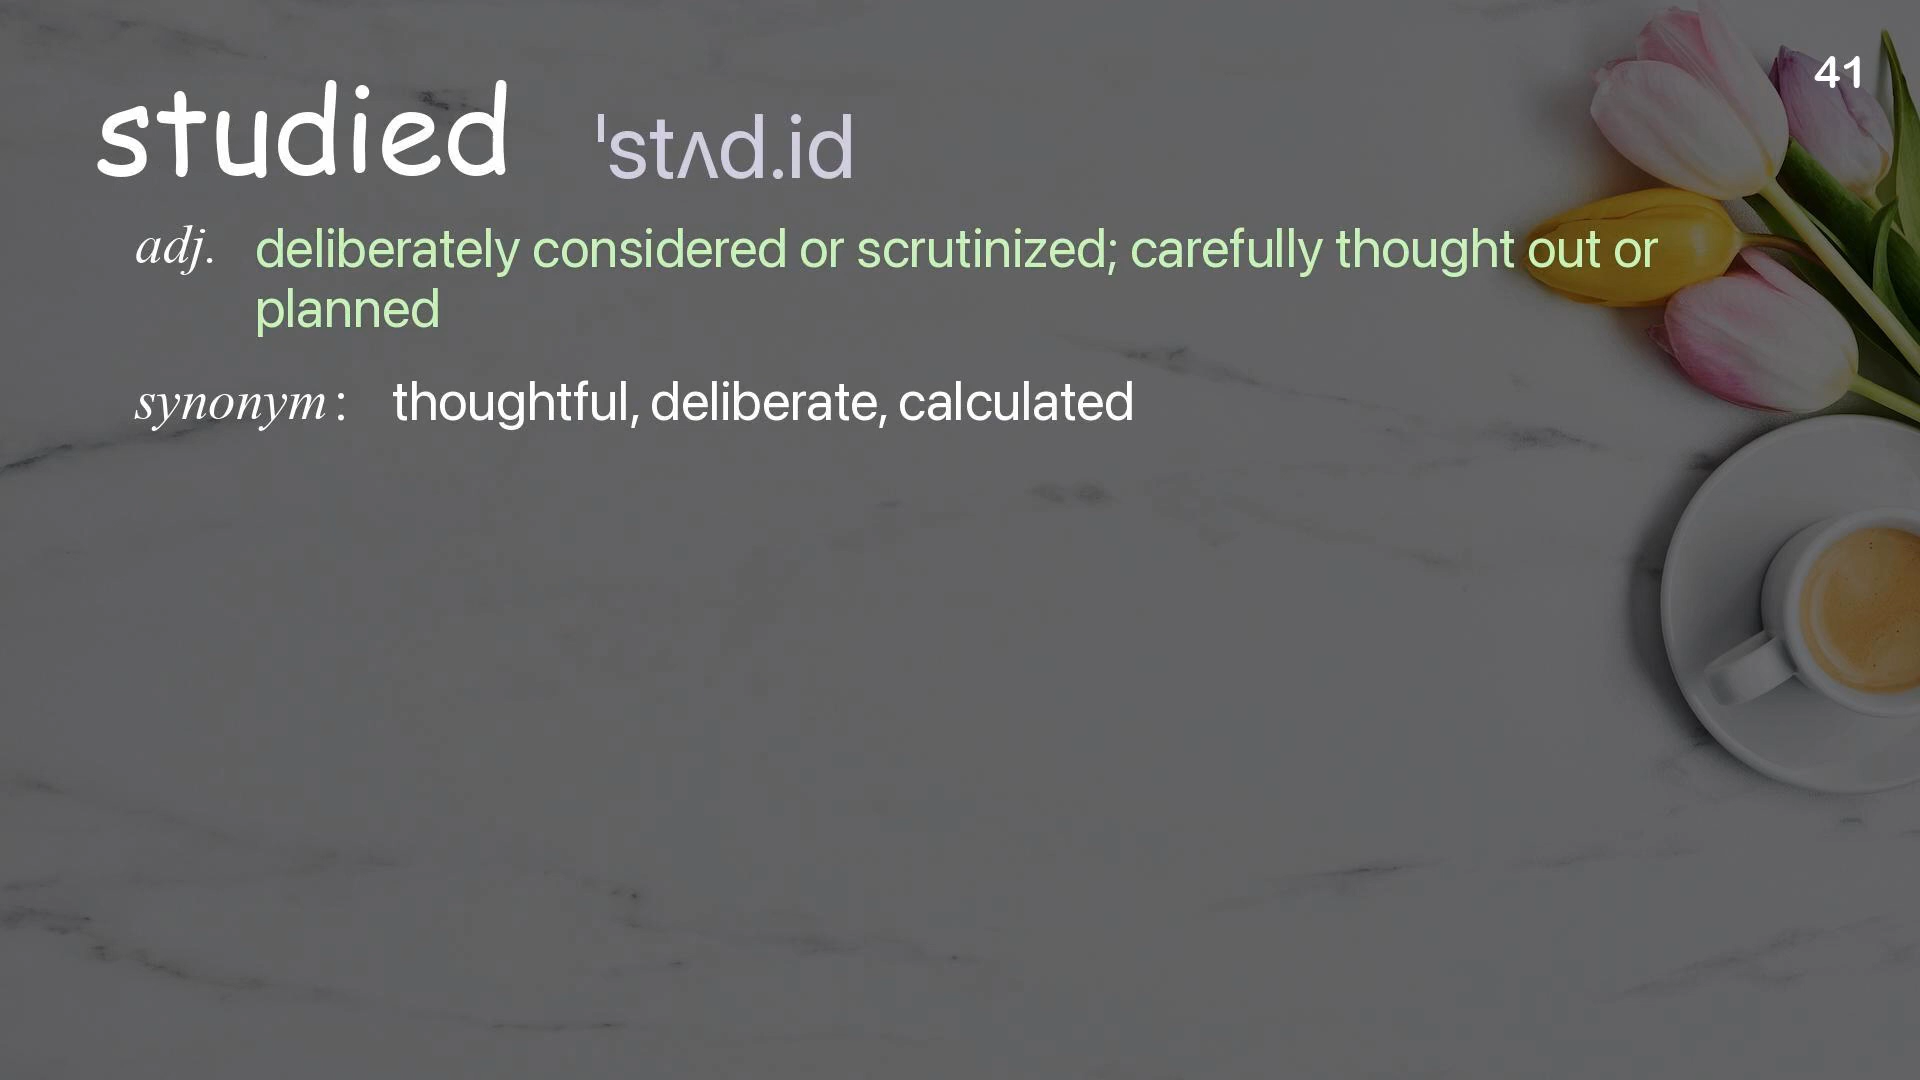 41
studied ˈstʌd.id
adj. deliberately considered or scrutinized; carefully thought out or
planned
synonym: thoughtful, deliberate, calculated